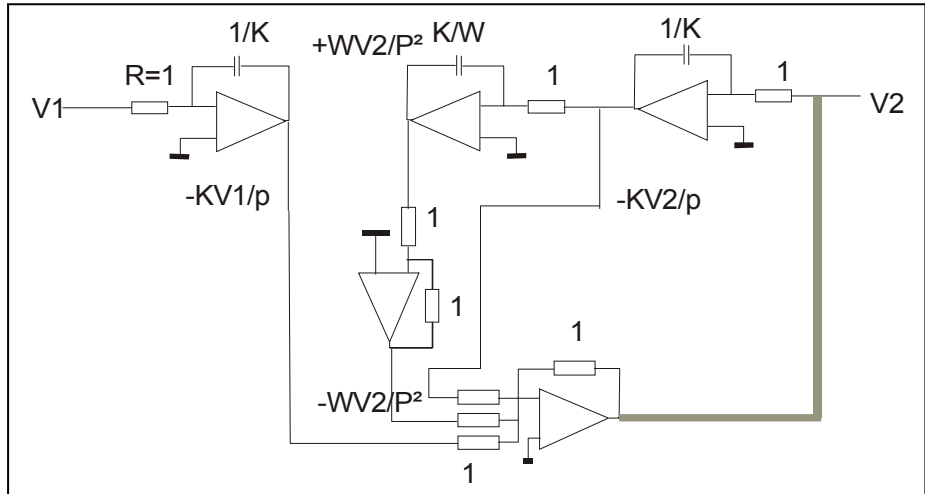 1/K
+WV2/P²
K/W
1/K
R=1
1
1
V1
V2
-KV1/p
-KV2/p
1
1
1
-WV2/P²
1